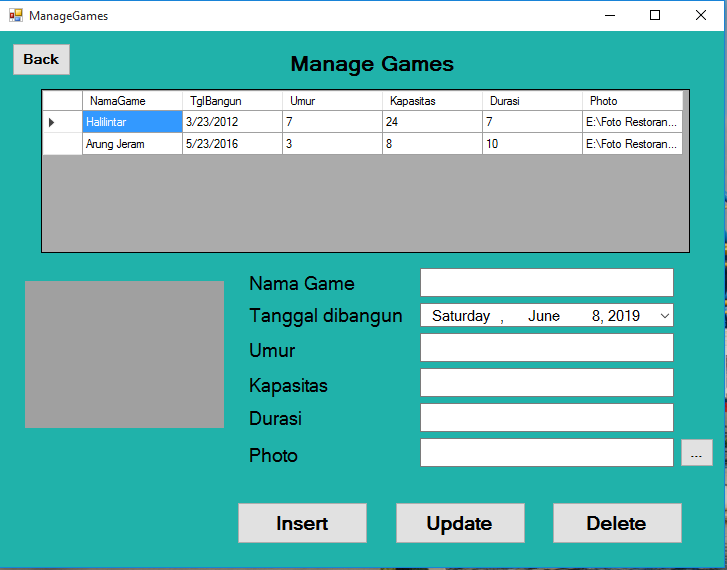 ManageGames
Back
Manage Games
NamaGame TglBangun Umur Kapasitas Durasi Photo
Halilintar 3/23/2012 7 24 7 E:\Foto Restoran...
Arung Jeram 5/23/2016 3 8 10 E:\Foto Restoran...
Nama Game
Tanggal dibangun Saturday , June 8, 2019
Umur
Kapasitas
Durasi
Photo ...
Insert Update Delete